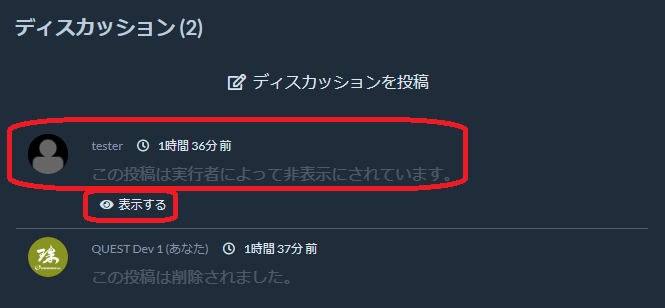 ディスカッション (2)
ディスカッションを投稿
tester 1時間 36分 前
この投稿は実行者によって非表示にされています。
表示する
QUEST Dev 1 (あなた) 1時間 37分 前
この投稿は削除されました。